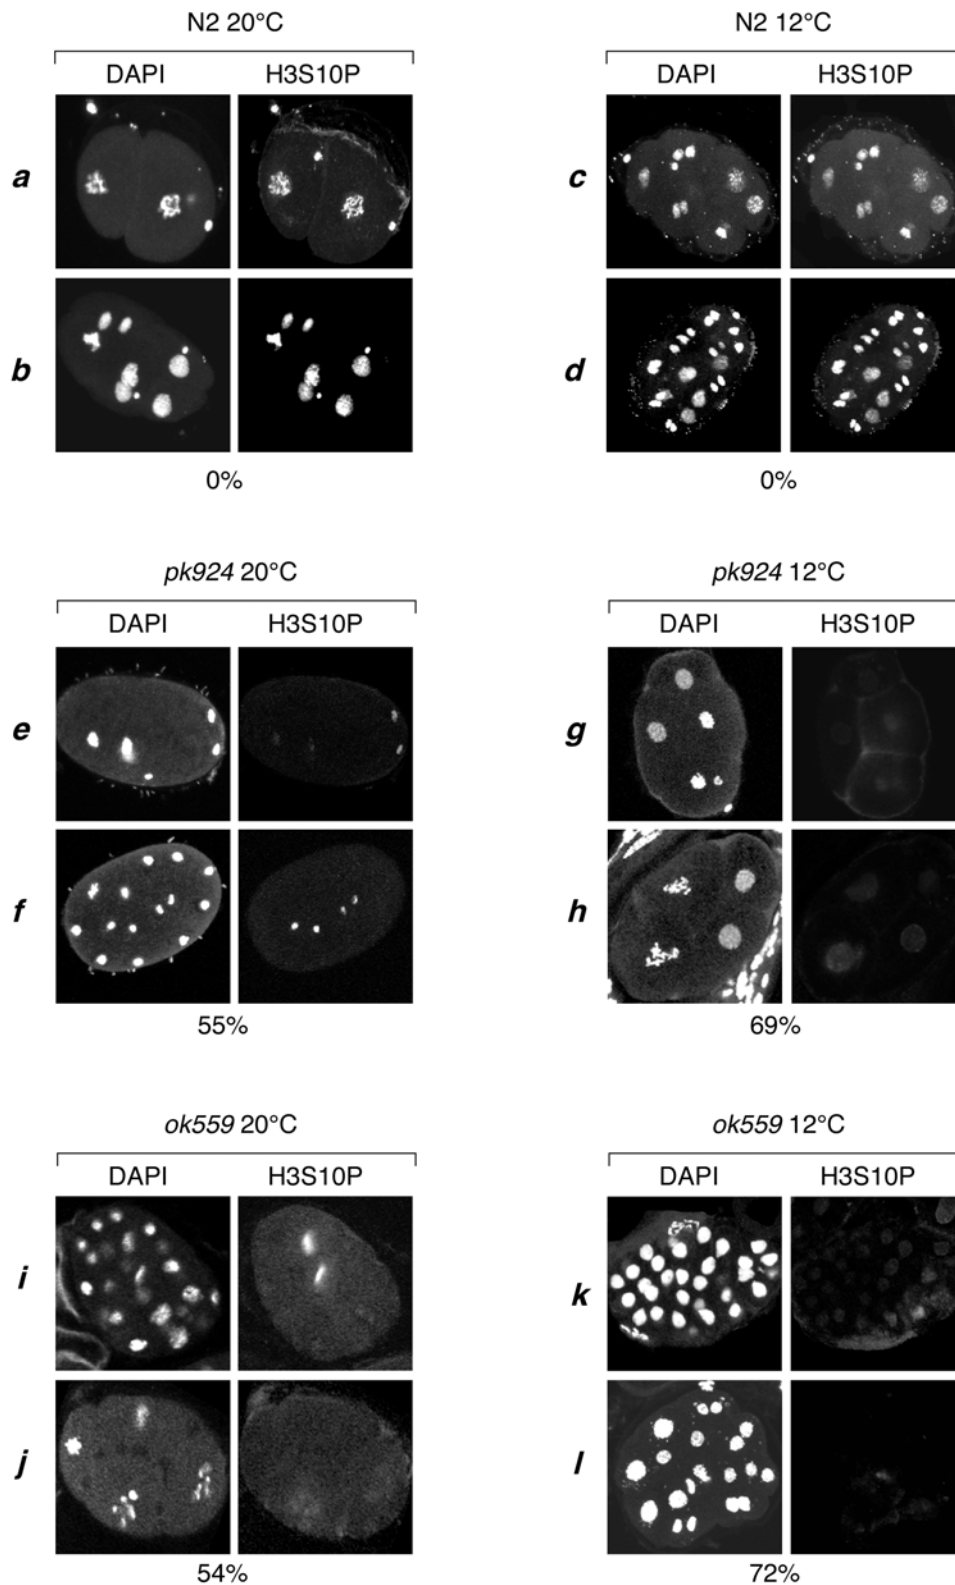 N2 20°C N2 12°C
DAPI H3S10P DAPI H3S10P
a c
b d
0% 0%
pk924 20°C pk924 12°C
DAPI H3S10P DAPI H3S10P
e g
f h
55% 69%
ok559 20°C ok559 12°C
DAPI H3S10P DAPI H3S10P
i k
j l
54% 72%